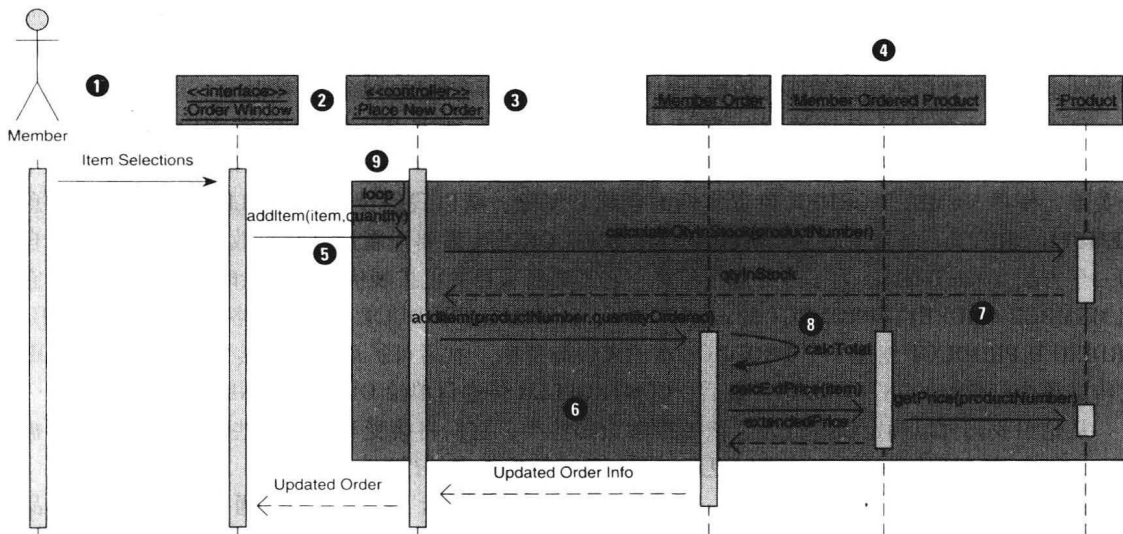 4
1
<<interface>>
:Order Window
2
<<controller>>
:Place New Order
3
:Member Order
:Member Ordered Product
:Product
Member
Item Selections
9
loop
addItem(item,quantity)
5
calculateQtyInStock(productNumber)
qtyInStock
addItem(productNumber,quantityOrdered)
7
8
calcTotal
calcExtPrice(item)
getPrice(productNumber)
6
extendedPrice
Updated Order Info
Updated Order